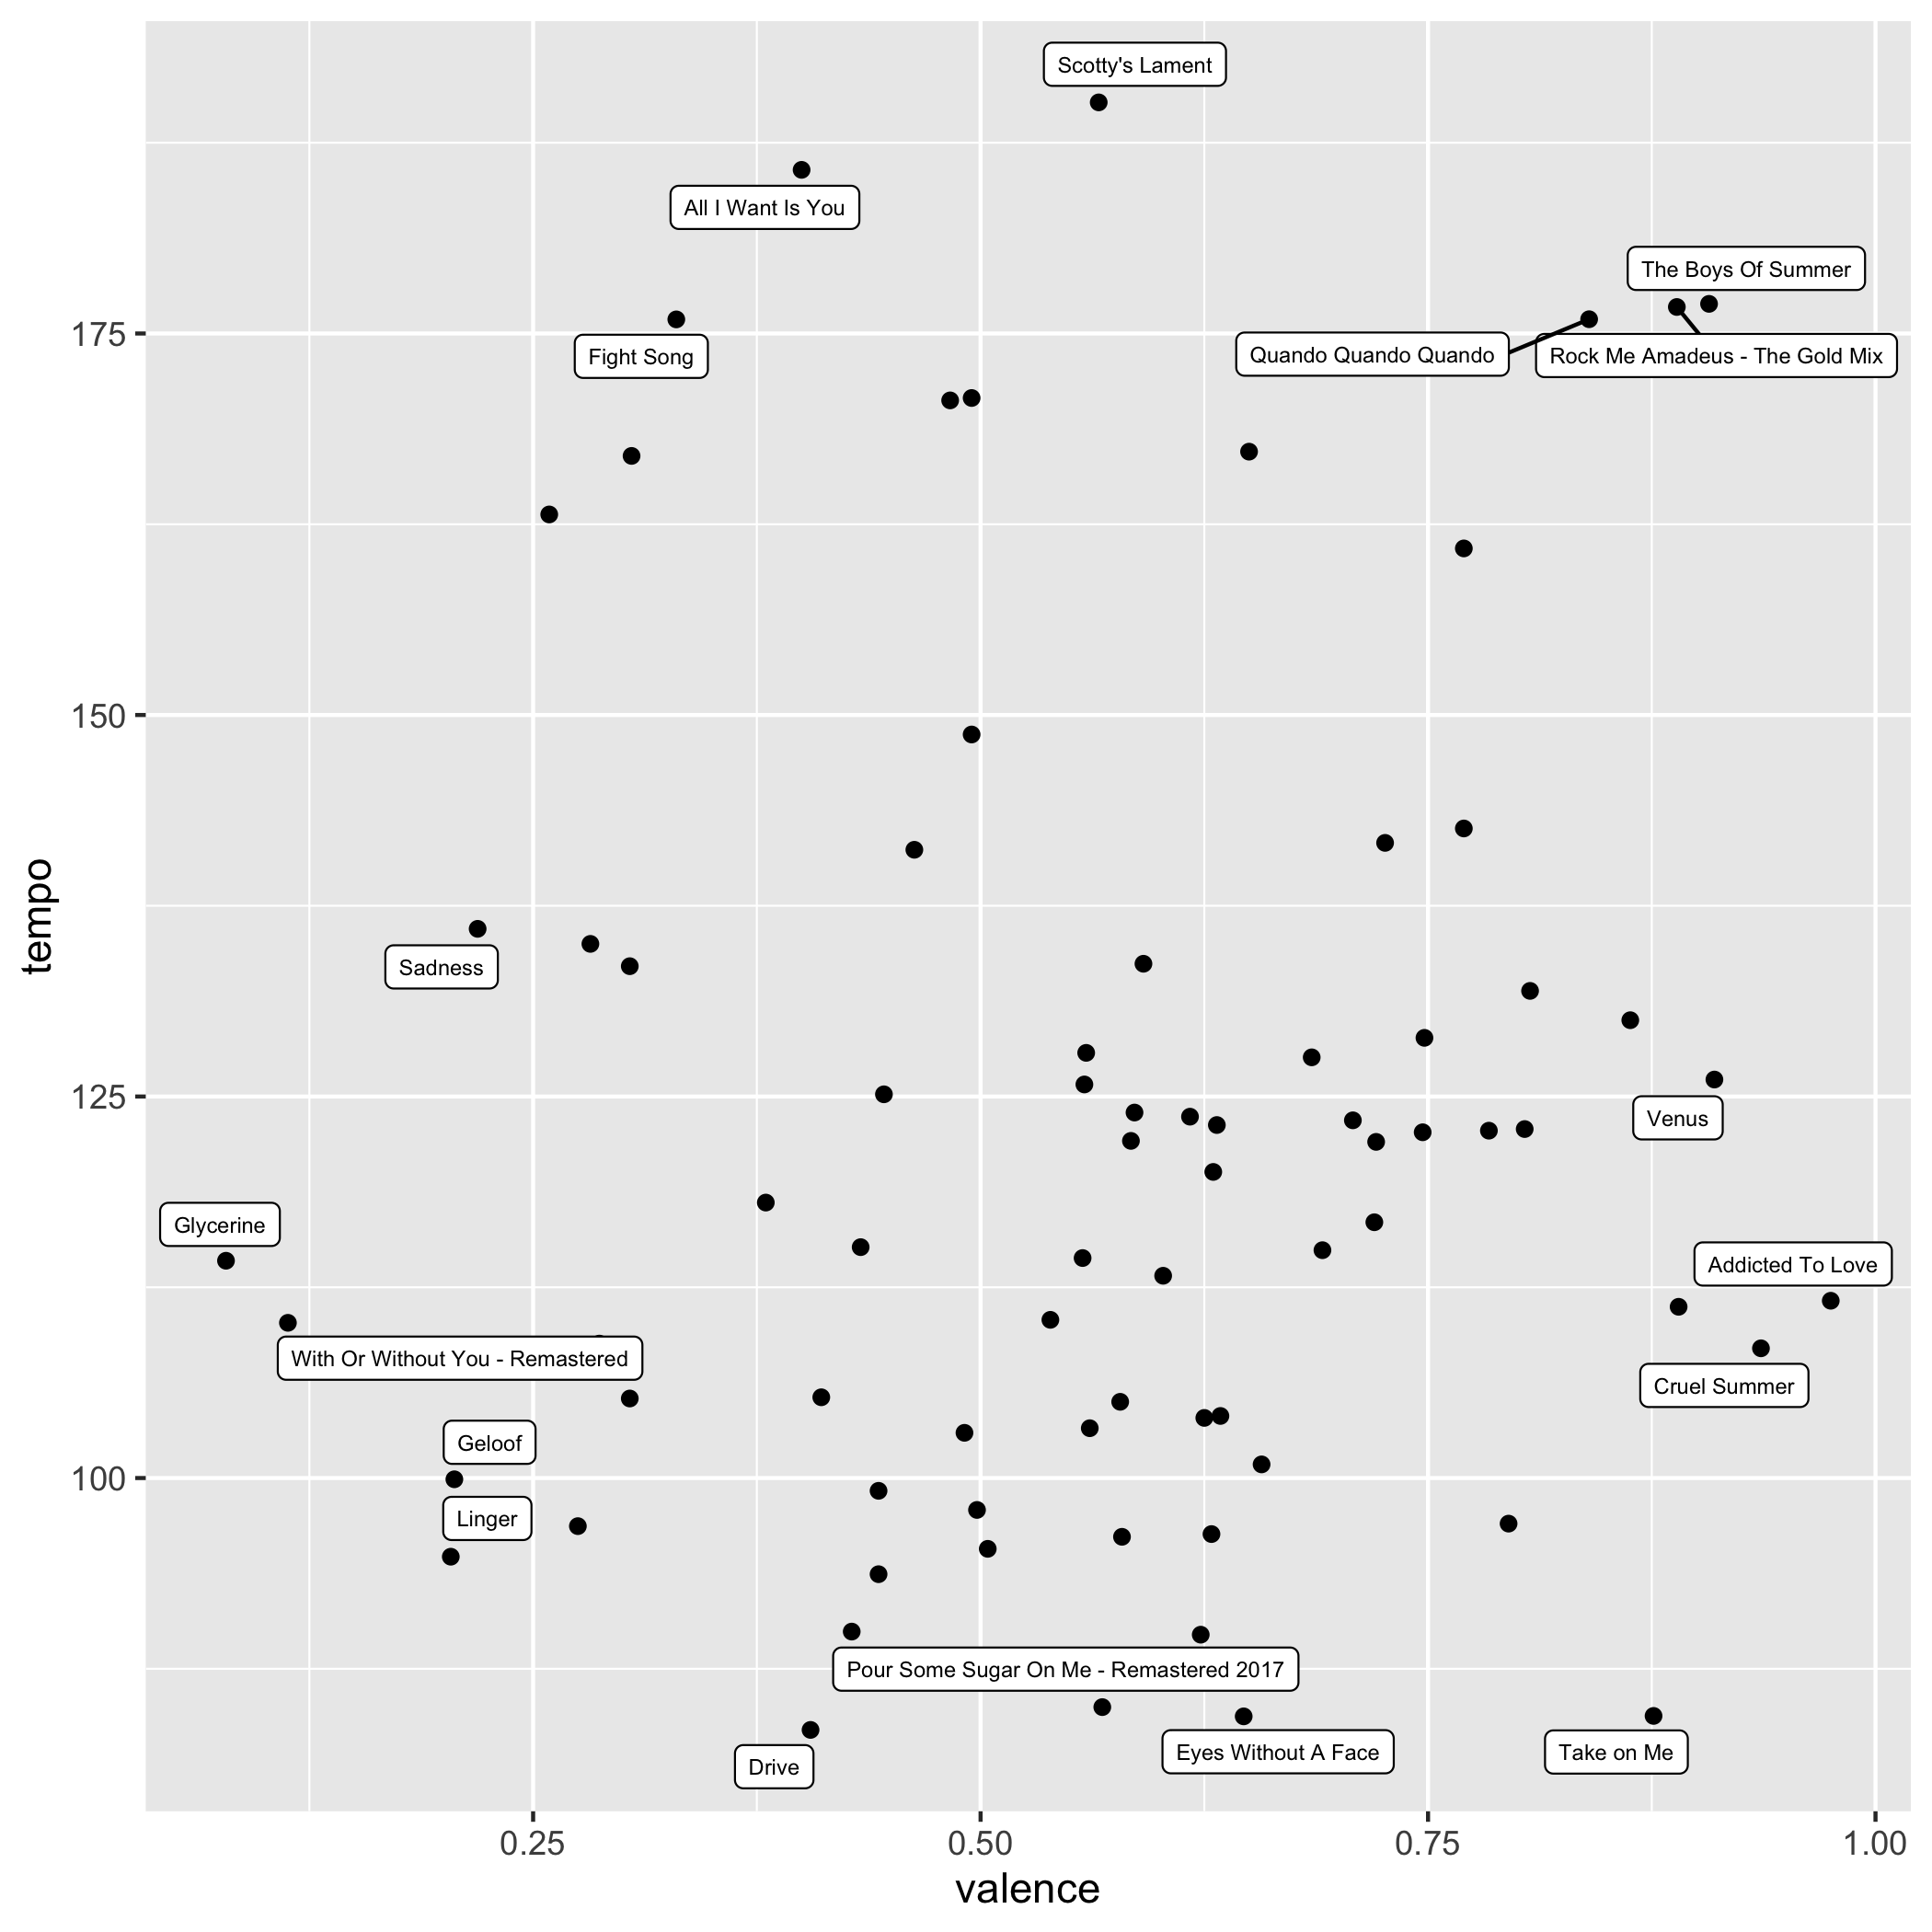 Scotty's Lament
All I Want Is You
The Boys Of Summer
175
Fight Song
Quando Quando Quando
Rock Me Amadeus - The Gold Mix
150
tempo
Sadness
125
Venus
Glycerine
Addicted To Love
With Or Without You - Remastered
Cruel Summer
Geloof
100
Linger
Pour Some Sugar On Me - Remastered 2017
Eyes Without A Face
Take on Me
Drive
0.25
0.50
0.75
1.00
valence